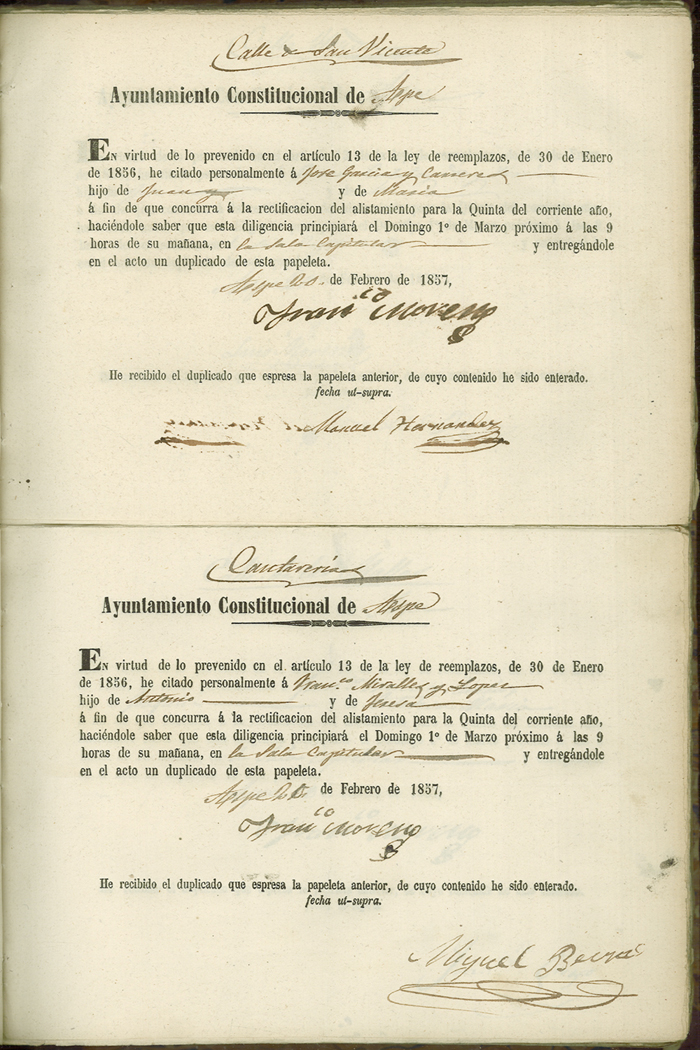 Calle de San Vicente
Ayuntamiento Constitucional de Aspe
EN virtud de lo prevenido en el artículo 13 de la ley de reemplazos, de 30 de Enero
de 1856, he citado personalmente á Jose Garcia y
hijo de Juan y de Maria
á fin de que concurra á la rectificacion del alistamiento para la Quinta del corriente año,
haciéndole saber que esta diligencia principiará el Domingo 1º de Marzo próximo á las 9
horas de su mañana, en la Sala Capitular y entregándole
en el acto un duplicado de esta papeleta.
Aspe de Febrero de 1857,
Franco Moreno
He recibido el duplicado que espresa la papeleta anterior, de cuyo contenido he sido enterado.
fecha ut-supra.
Manuel Hernandez
Cantareria
Ayuntamiento Constitucional de Aspe
EN virtud de lo prevenido en el artículo 13 de la ley de reemplazos, de 30 de Enero
de 1856, he citado personalmente á Franco Miralles y Lopez
hijo de Antonio y de Teresa
á fin de que concurra á la rectificacion del alistamiento para la Quinta del corriente año,
haciéndole saber que esta diligencia principiará el Domingo 1º de Marzo próximo á las 9
horas de su mañana, en la Sala Capitular y entregándole
en el acto un duplicado de esta papeleta.
Aspe de Febrero de 1857,
Franco Moreno
He recibido el duplicado que espresa la papeleta anterior, de cuyo contenido he sido enterado.
fecha ut-supra.
Miguel